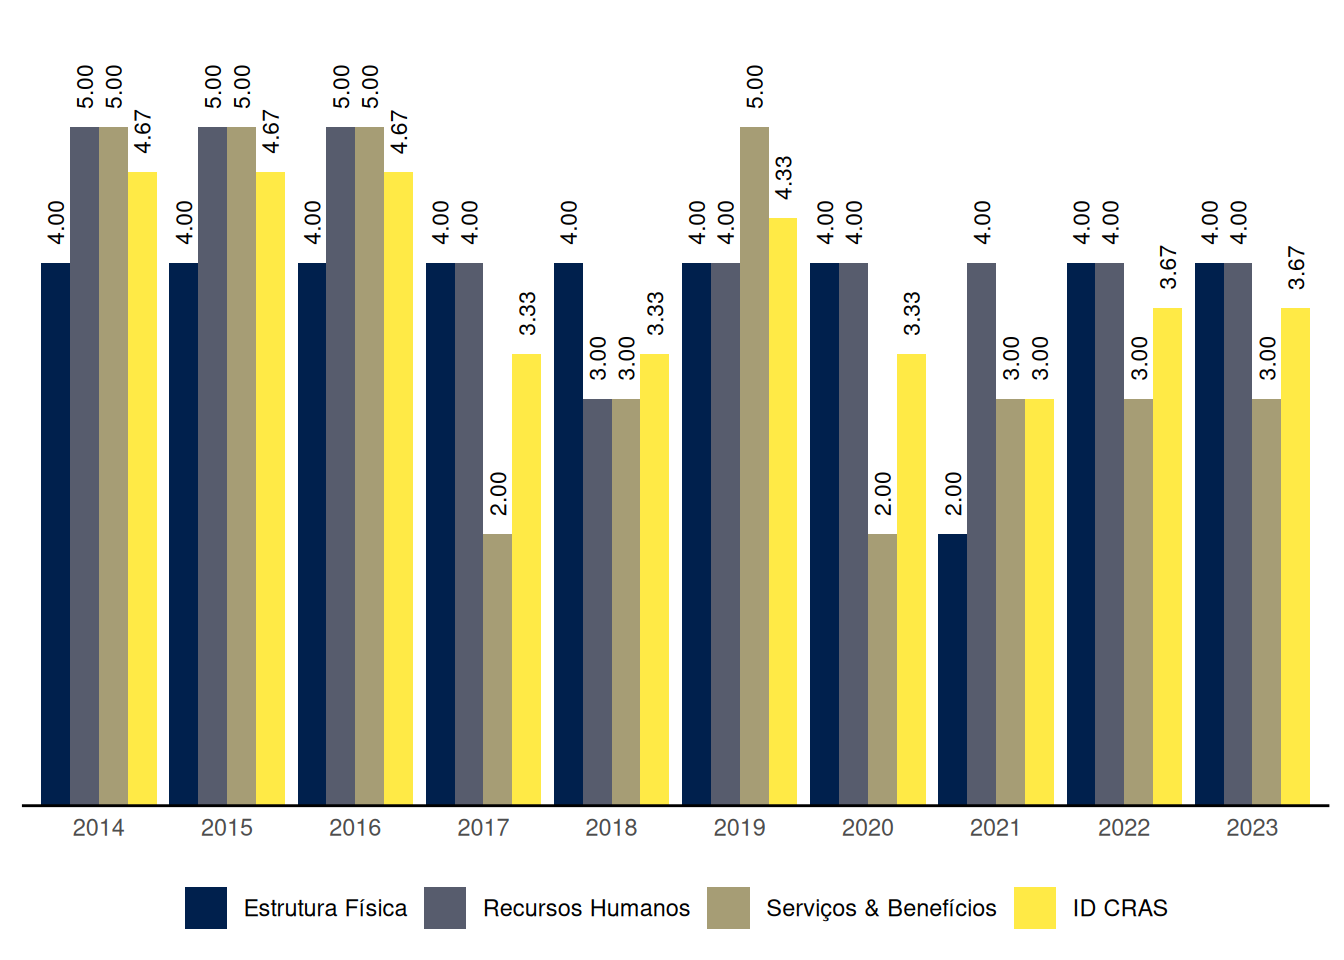 4.00 5.00 5.00 4.67 4.00 5.00 5.00 4.67 4.00 5.00 5.00 4.67 4.00 4.00 2.00 3.33 4.00 3.00 3.00 3.33 4.00 4.00 5.00 4.33 4.00 4.00 2.00 3.33 2.00 4.00 3.00 3.00 4.00 4.00 3.00 3.67 4.00 4.00 3.00 3.67
2014 2015 2016 2017 2018 2019 2020 2021 2022 2023
Estrutura Física Recursos Humanos Serviços & Benefícios ID CRAS